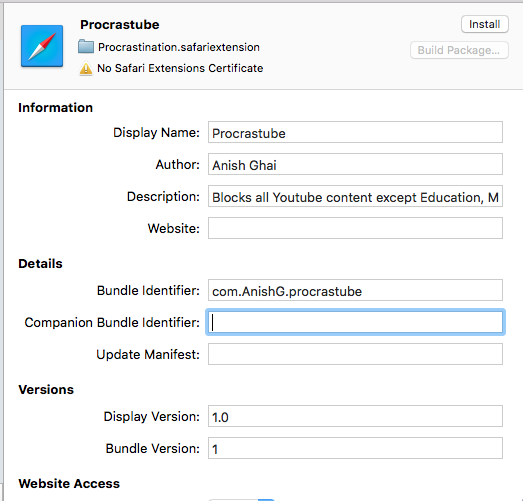 Procrastube
Install
Procrastination.safariextension
Build Package...
No Safari Extensions Certificate
Information
Display Name: Procrastube
Author: Anish Ghai
Description: Blocks all Youtube content except Education, M
Website:
Details
Bundle Identifier: com.AnishG.procrastube
Companion Bundle Identifier:
Update Manifest:
Versions
Display Version: 1.0
Bundle Version: 1
Website Access